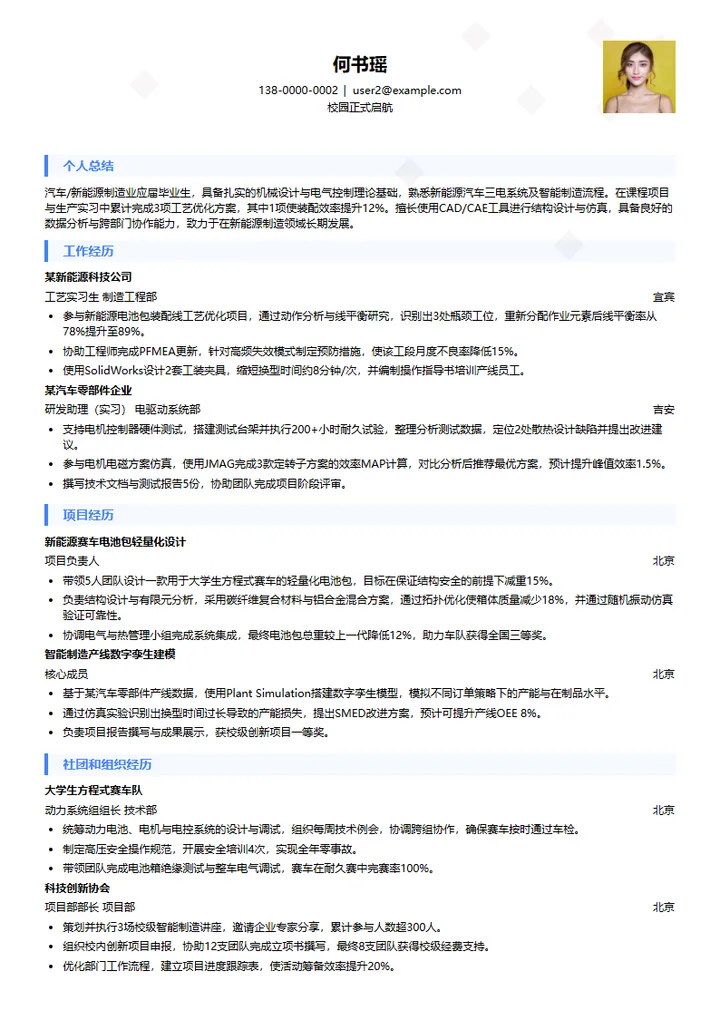 何书瑶
138-0000-0002 | user2@example.com
校园正式启航
个人总结
汽车/新能源制造业应届毕业生，具备扎实的机械设计与电气控制理论基础，熟悉新能源汽车三电系统及智能制造流程。在课程项目
与生产实习中累计完成3项工艺优化方案，其中1项使装配效率提升12%。擅长使用CAD/CAE工具进行结构设计与仿真，具备良好的
数据分析与跨部门协作能力，致力于在新能源制造领域长期发展。
工作经历
某新能源科技公司
工艺实习生 制造工程部 宜宾
• 参与新能源电池包装配线工艺优化项目，通过动作分析与线平衡研究，识别出3处瓶颈工位，重新分配作业元素后线平衡率从
78%提升至89%。
• 协助工程师完成PFMEA更新，针对高频失效模式制定预防措施，使该工段月度不良率降低15%。
• 使用SolidWorks设计2套工装夹具，缩短换型时间约8分钟/次，并编制操作指导书培训产线员工。
某汽车零部件企业
研发助理（实习） 电驱动系统部 吉安
• 支持电机控制器硬件测试，搭建测试台架并执行200+小时耐久试验，整理分析测试数据，定位2处散热设计缺陷并提出改进建
议。
• 参与电机电磁方案仿真，使用JMAG完成3款定转子方案的效率MAP计算，对比分析后推荐最优方案，预计提升峰值效率1.5%。
• 撰写技术文档与测试报告5份，协助团队完成项目阶段评审。
项目经历
新能源赛车电池包轻量化设计
项目负责人 北京
• 带领5人团队设计一款用于大学生方程式赛车的轻量化电池包，目标在保证结构安全的前提下减重15%。
• 负责结构设计与有限元分析，采用碳纤维复合材料与铝合金混合方案，通过拓扑优化使箱体质量减少18%，并通过随机振动仿真
验证可靠性。
• 协调电气与热管理小组完成系统集成，最终电池包总重较上一代降低12%，助力车队获得全国三等奖。
智能制造产线数字孪生建模
核心成员 北京
• 基于某汽车零部件产线数据，使用Plant Simulation搭建数字孪生模型，模拟不同订单策略下的产能与在制品水平。
• 通过仿真实验识别出换型时间过长导致的产能损失，提出SMED改进方案，预计可提升产线OEE 8%。
• 负责项目报告撰写与成果展示，获校级创新项目一等奖。
社团和组织经历
大学生方程式赛车队
动力系统组组长 技术部 北京
• 统筹动力电池、电机与电控系统的设计与调试，组织每周技术例会，协调跨组协作，确保赛车按时通过车检。
• 制定高压安全操作规范，开展安全培训4次，实现全年零事故。
• 带领团队完成电池箱绝缘测试与整车电气调试，赛车在耐久赛中完赛率100%。
科技创新协会
项目部部长 项目部 北京
• 策划并执行3场校级智能制造讲座，邀请企业专家分享，累计参与人数超300人。
• 组织校内创新项目申报，协助12支团队完成立项书撰写，最终8支团队获得校级经费支持。
• 优化部门工作流程，建立项目进度跟踪表，使活动筹备效率提升20%。